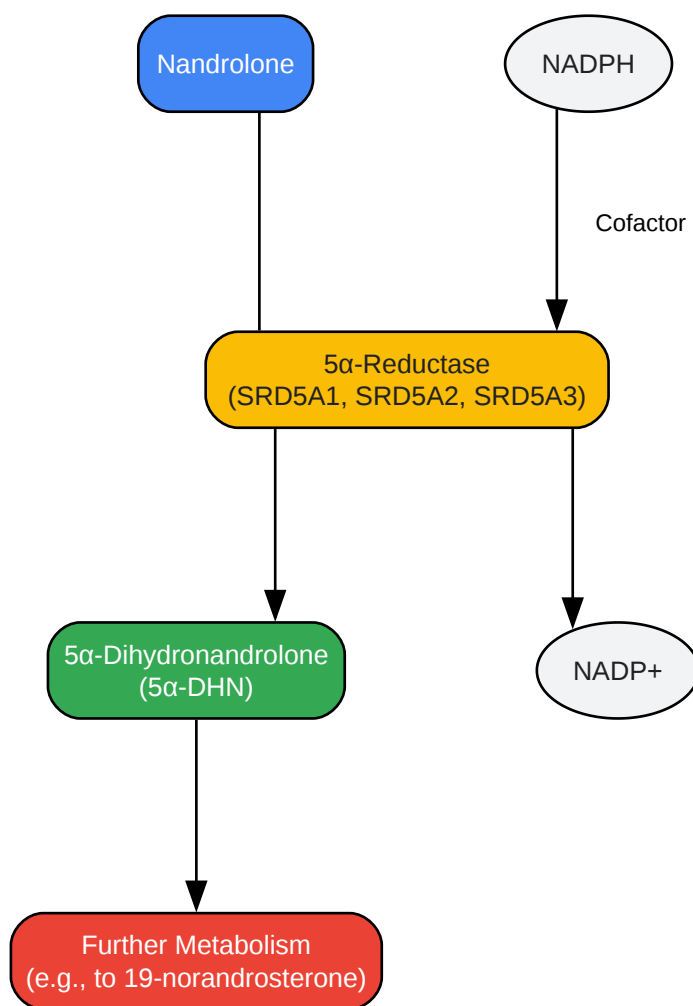 Nandrolone
NADPH
Cofactor
5α-Reductase
(SRD5A1, SRD5A2, SRD5A3)
5α-Dihydronandrolone
(5α-DHN)
NADP+
Further Metabolism
(e.g., to 19-norandrosterone)